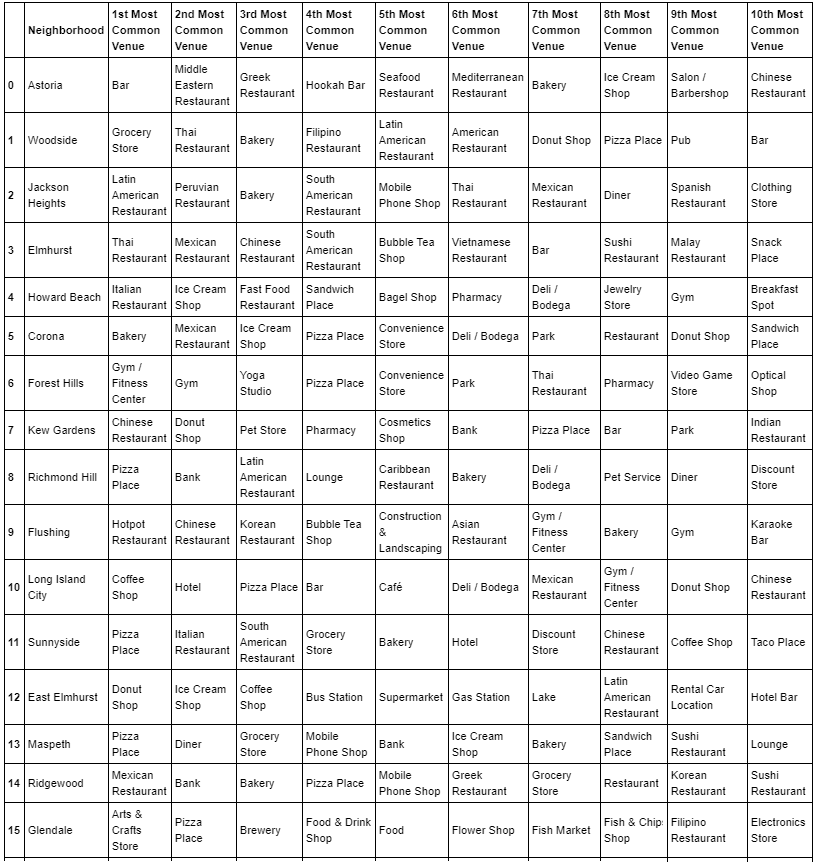 Neighborhood 1st Most Common Venue 2nd Most Common Venue 3rd Most Common Venue 4th Most Common Venue 5th Most Common Venue 6th Most Common Venue 7th Most Common Venue 8th Most Common Venue 9th Most Common Venue 10th Most Common Venue
0 Astoria Bar Middle Eastern Restaurant Greek Restaurant Hookah Bar Seafood Restaurant Mediterranean Restaurant Bakery Ice Cream Shop Salon / Barbershop Chinese Restaurant
1 Woodside Grocery Store Thai Restaurant Bakery Filipino Restaurant Latin American Restaurant American Restaurant Donut Shop Pizza Place Pub Bar
2 Jackson Heights Latin American Restaurant Peruvian Restaurant Bakery South American Restaurant Mobile Phone Shop Thai Restaurant Mexican Restaurant Diner Spanish Restaurant Clothing Store
3 Elmhurst Thai Restaurant Mexican Restaurant Chinese Restaurant South American Restaurant Bubble Tea Shop Vietnamese Restaurant Bar Sushi Restaurant Malay Restaurant Snack Place
4 Howard Beach Italian Restaurant Ice Cream Shop Fast Food Restaurant Sandwich Place Bagel Shop Pharmacy Deli / Bodega Jewelry Store Gym Breakfast Spot
5 Corona Bakery Mexican Restaurant Ice Cream Shop Pizza Place Convenience Store Deli / Bodega Park Restaurant Donut Shop Sandwich Place
6 Forest Hills Gym / Fitness Center Gym Yoga Studio Pizza Place Convenience Store Park Thai Restaurant Pharmacy Video Game Store Optical Shop
7 Kew Gardens Chinese Restaurant Donut Shop Pet Store Pharmacy Cosmetics Shop Bank Pizza Place Bar Park Indian Restaurant
8 Richmond Hill Pizza Place Bank Latin American Restaurant Lounge Caribbean Restaurant Bakery Deli / Bodega Pet Service Diner Discount Store
9 Flushing Hotpot Restaurant Chinese Restaurant Korean Restaurant Bubble Tea Shop Construction & Landscaping Asian Restaurant Gym / Fitness Center Bakery Gym Karaoke Bar
10 Long Island City Coffee Shop Hotel Pizza Place Bar Café Deli / Bodega Mexican Restaurant Gym / Fitness Center Donut Shop Chinese Restaurant
11 Sunnyside Pizza Place Italian Restaurant South American Restaurant Grocery Store Bakery Hotel Discount Store Chinese Restaurant Coffee Shop Taco Place
12 East Elmhurst Donut Shop Ice Cream Shop Coffee Shop Bus Station Supermarket Gas Station Lake Latin American Restaurant Rental Car Location Hotel Bar
13 Maspeth Pizza Place Diner Grocery Store Mobile Phone Shop Bank Ice Cream Shop Bakery Sandwich Place Sushi Restaurant Lounge
14 Ridgewood Mexican Restaurant Bank Bakery Pizza Place Mobile Phone Shop Greek Restaurant Grocery Store Restaurant Korean Restaurant Sushi Restaurant
15 Glendale Arts & Crafts Store Pizza Place Brewery Food & Drink Shop Food Flower Shop Fish Market Fish & Chips Shop Filipino Restaurant Electronics Store